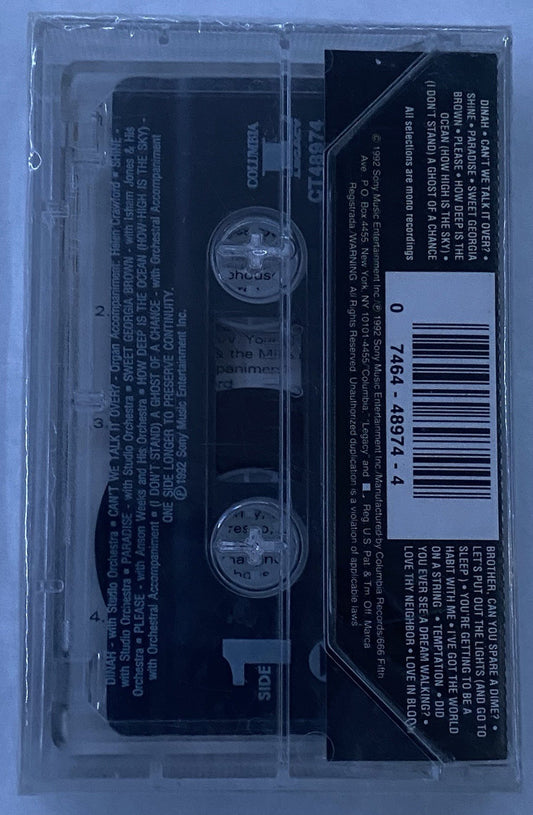 DINAH • CAN'T WE TALK IT OVER? •
SHINE • PARADISE • SWEET GEORGIA
BROWN • PLEASE • HOW DEEP IS THE
OCEAN (HOW HIGH IS THE SKY) •
(I DON'T STAND) A GHOST OF A CHANCE
All selections are mono recordings
BROTHER, CAN YOU SPARE A DIME? •
LET'S PUT OUT THE LIGHTS (AND GO TO
SLEEP) • YOU'RE GETTING TO BE A
HABIT WITH ME • I'VE GOT THE WORLD
ON A STRING • TEMPTATION • DID
YOU EVER SEE A DREAM WALKING? •
LOVE THY NEIGHBOR • LOVE IN BLOOM
0 7464-48974-4
© 1992 Sony Music Entertainment Inc./℗ 1992 Sony Music Entertainment Inc./Manufactured by Columbia Records/666 Fifth
Ave., P.O. Box 4455, New York, NY 10101-4455/"Columbia," "Legacy" and Reg. U.S. Pat. & Tm. Off. Marca
Registrada./WARNING: All Rights Reserved. Unauthorized duplication is a violation of applicable laws.
COLUMBIA
CT 48974
SIDE 1
DINAH - with Studio Orchestra • CAN'T WE TALK IT OVER? - Organ Accompaniment, Helen Crawford • SHINE -
with Studio Orchestra • PARADISE - with Studio Orchestra • SWEET GEORGIA BROWN - with Isham Jones & His
Orchestra • PLEASE - with Anson Weeks and His Orchestra • HOW DEEP IS THE OCEAN (HOW HIGH IS THE SKY) -
with Orchestral Accompaniment • (I DON'T STAND) A GHOST OF A CHANCE - with Orchestral Accompaniment
ONE SIDE LONGER TO PRESERVE CONTINUITY.
℗ 1992 Sony Music Entertainment Inc.
2.
3.
4.